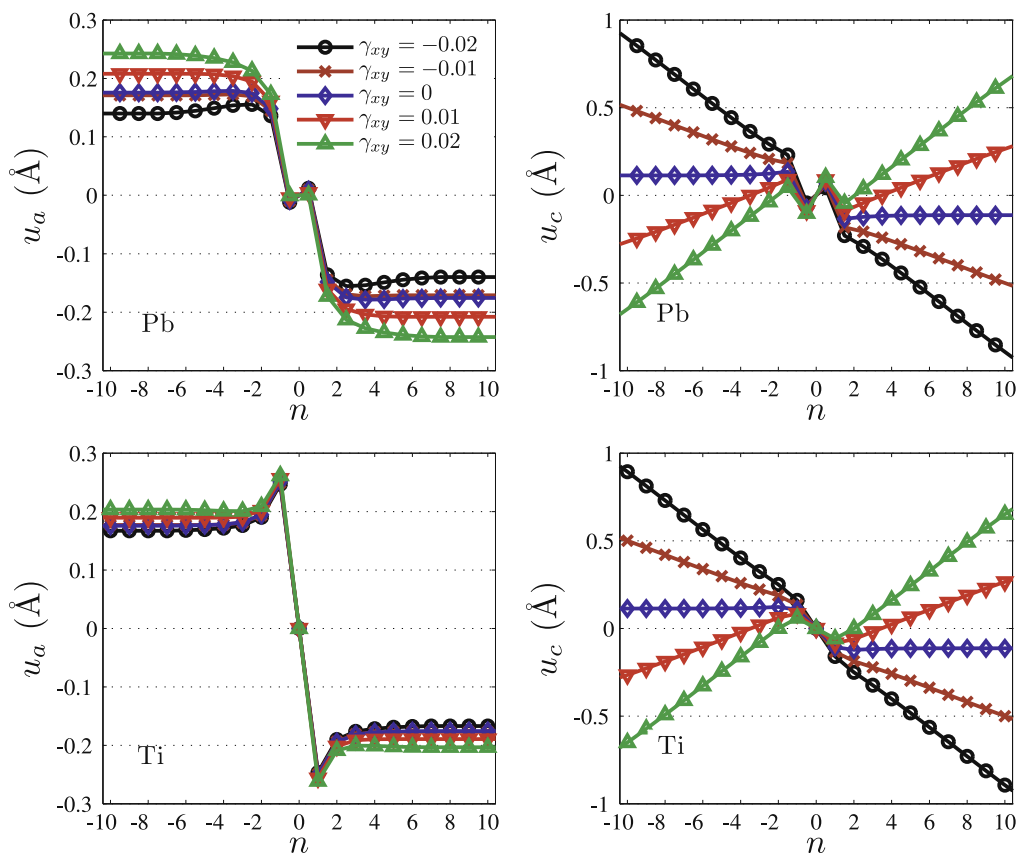 0.3
0.2
0.1
0
-0.1
-0.2
-0.3
u_a (Å)
γ_xy = −0.02
γ_xy = −0.01
γ_xy = 0
γ_xy = 0.01
γ_xy = 0.02
Pb
-10 -8 -6 -4 -2 0 2 4 6 8 10
n
1
0.5
0
-0.5
-1
u_c (Å)
Pb
-10 -8 -6 -4 -2 0 2 4 6 8 10
n
0.3
0.2
0.1
0
-0.1
-0.2
-0.3
u_a (Å)
Ti
-10 -8 -6 -4 -2 0 2 4 6 8 10
n
1
0.5
0
-0.5
-1
u_c (Å)
Ti
-10 -8 -6 -4 -2 0 2 4 6 8 10
n